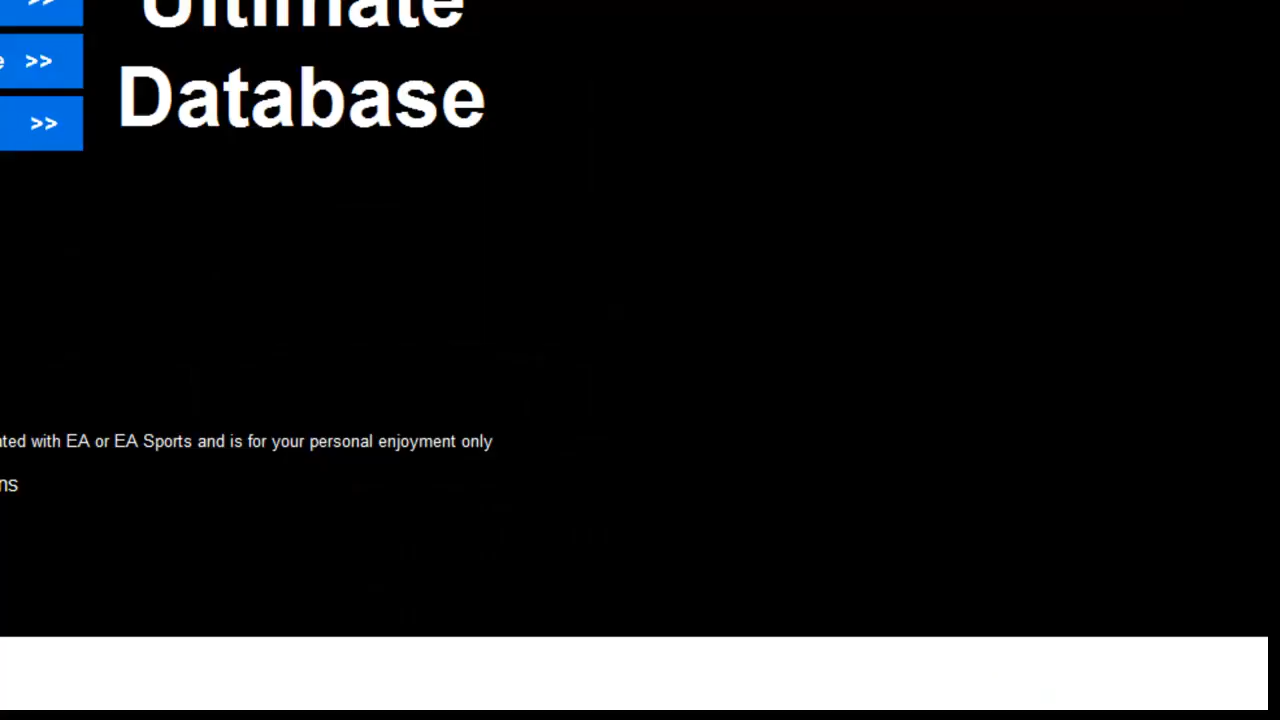 >>
Ultimate
e >>
Database
>>
ated with EA or EA Sports and is for your personal enjoyment only
ns